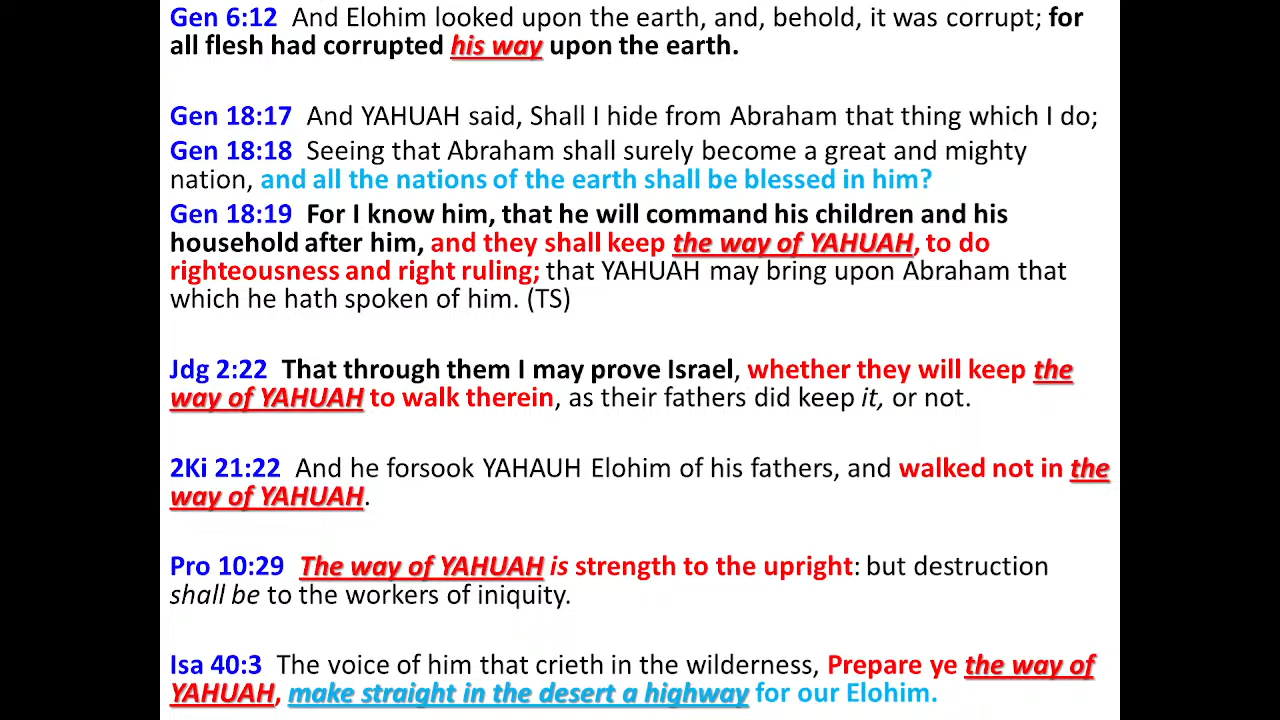 Gen 6:12 And Elohim looked upon the earth, and, behold, it was corrupt; for
all flesh had corrupted his way upon the earth.
Gen 18:17 And YAHUAH said, Shall I hide from Abraham that thing which I do;
Gen 18:18 Seeing that Abraham shall surely become a great and mighty
nation, and all the nations of the earth shall be blessed in him?
Gen 18:19 For I know him, that he will command his children and his
household after him, and they shall keep the way of YAHUAH, to do
righteousness and right ruling; that YAHUAH may bring upon Abraham that
which he hath spoken of him. (TS)
Jdg 2:22 That through them I may prove Israel, whether they will keep the
way of YAHUAH to walk therein, as their fathers did keep it, or not.
2Ki 21:22 And he forsook YAHAUH Elohim of his fathers, and walked not in the
way of YAHUAH.
Pro 10:29 The way of YAHUAH is strength to the upright: but destruction
shall be to the workers of iniquity.
Isa 40:3 The voice of him that crieth in the wilderness, Prepare ye the way of
YAHUAH, make straight in the desert a highway for our Elohim.